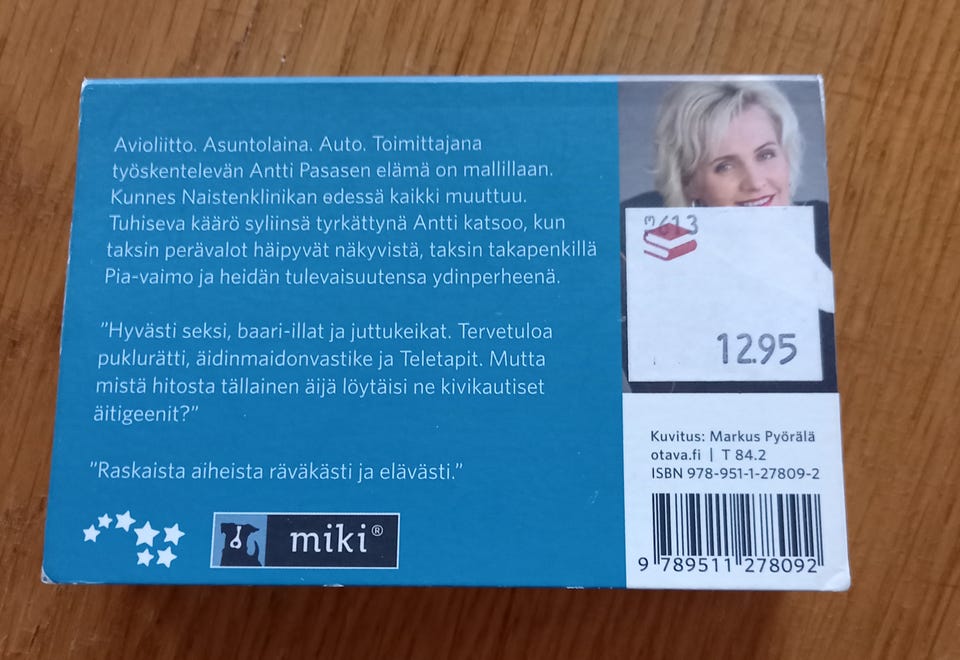 Avioliitto. Asuntolaina. Auto. Toimittajana
työskentelevän Antti Pasasen elämä on mallillaan.
Kunnes Naistenklinikan edessä kaikki muuttuu.
Tuhiseva käärö syliinsä tyrkättynä Antti katsoo, kun
taksin perävalot häipyvät näkyvistä, taksin takapenkillä
Pia-vaimo ja heidän tulevaisuutensa ydinperheenä.
”Hyvästi seksi, baari-illat ja juttukeikat. Tervetuloa
puklurätti, äidinmaidonvastike ja Teletapit. Mutta
mistä hitosta tällainen äijä löytäisi ne kivikautiset
äitigeenit?”
”Raskaista aiheista räväkästi ja elävästi.”
miki®
3/613
12.95
Kuvitus: Markus Pyörälä
otava.fi | T 84.2
ISBN 978-951-1-27809-2
9 789511 278092